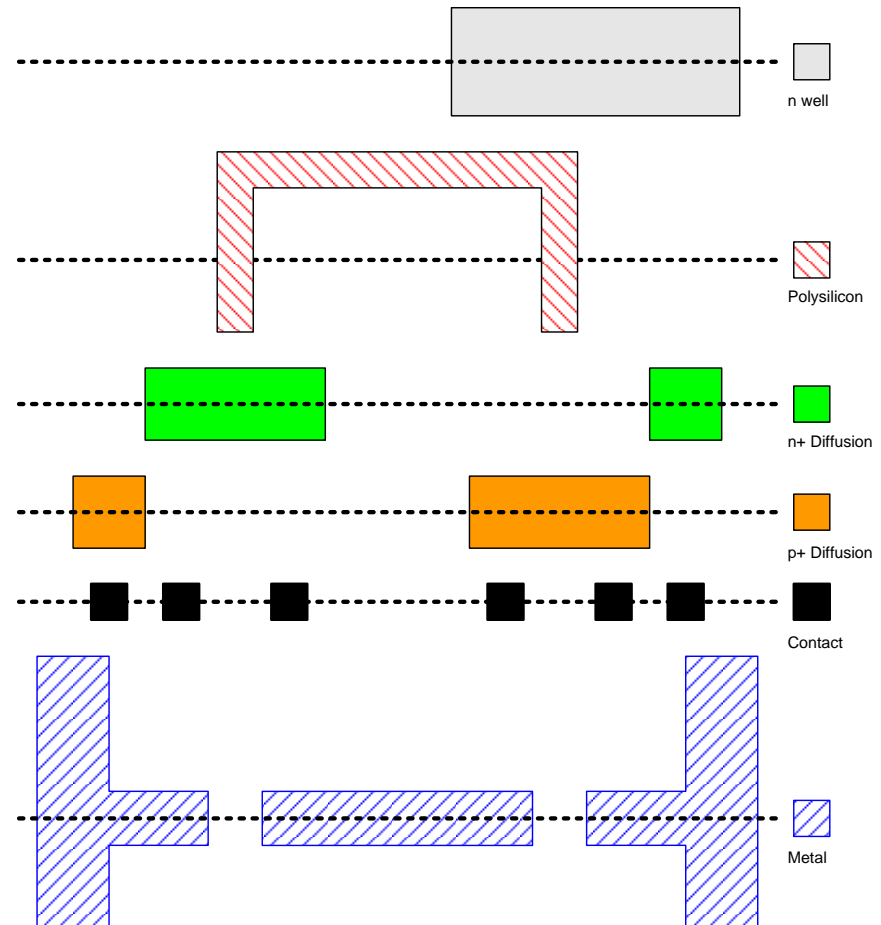 n well
Polysilicon
n+ Diffusion
p+ Diffusion
Contact
Metal